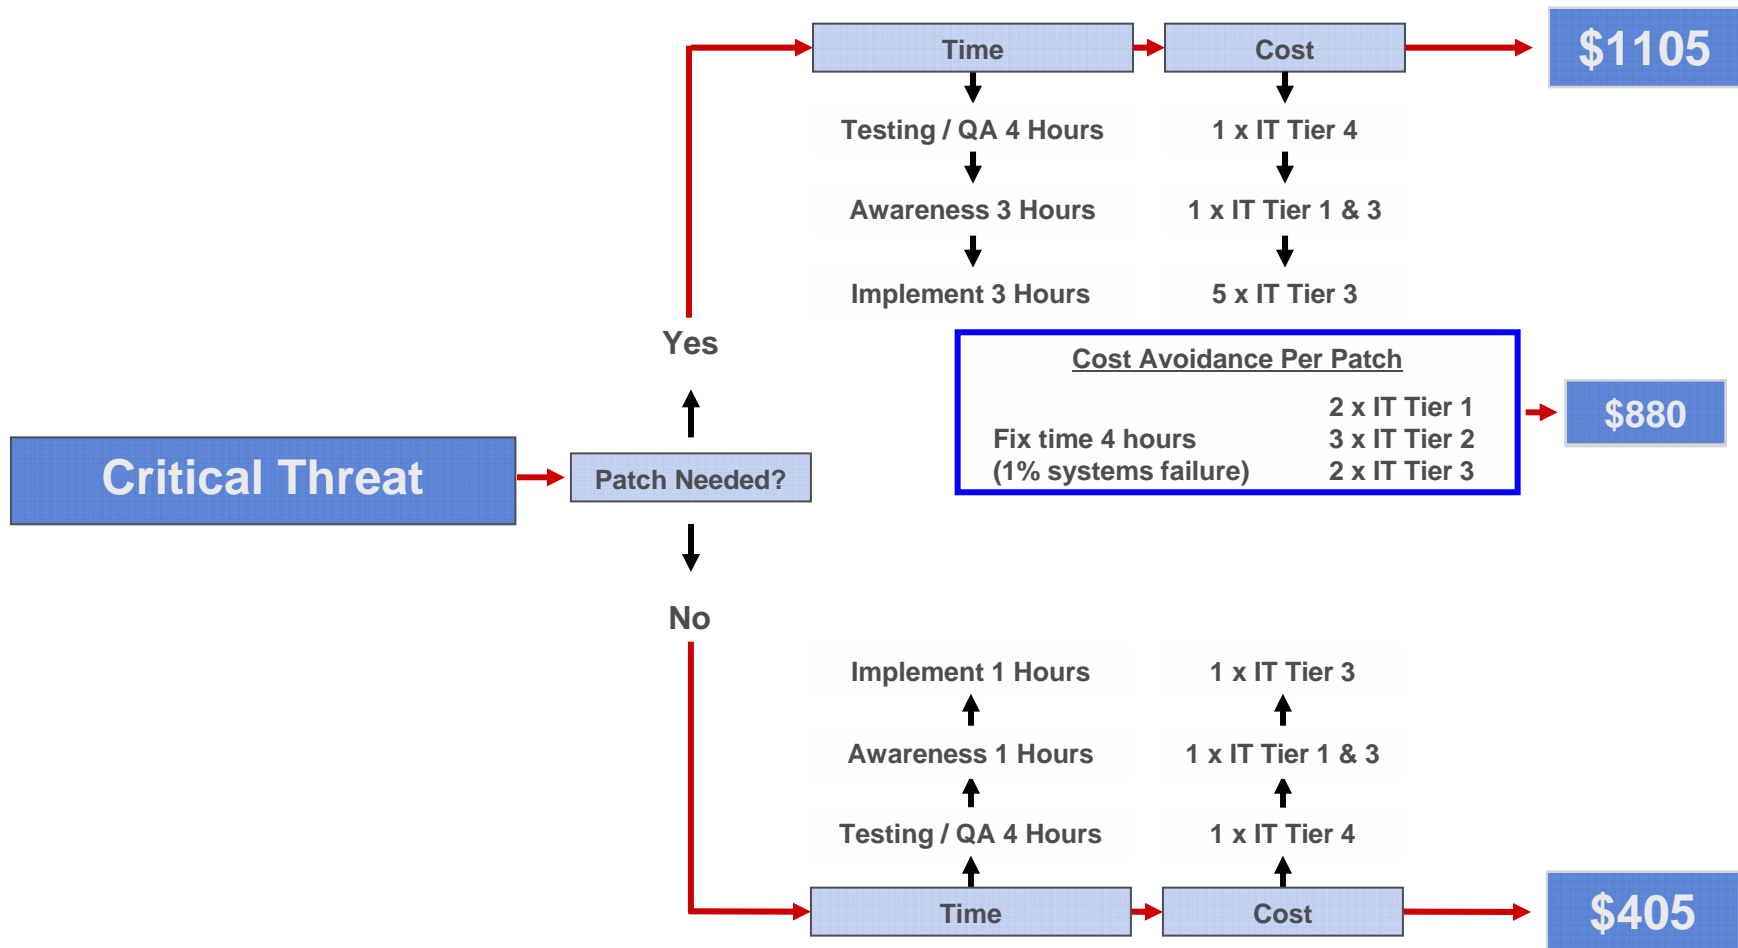 Time
Cost
$1105
Testing / QA 4 Hours
1 x IT Tier 4
Awareness 3 Hours
1 x IT Tier 1 & 3
Implement 3 Hours
5 x IT Tier 3
Yes
Cost Avoidance Per Patch
2 x IT Tier 1
Fix time 4 hours
3 x IT Tier 2
(1% systems failure)
2 x IT Tier 3
$880
Critical Threat
Patch Needed?
No
Implement 1 Hours
1 x IT Tier 3
Awareness 1 Hours
1 x IT Tier 1 & 3
Testing / QA 4 Hours
1 x IT Tier 4
Time
Cost
$405